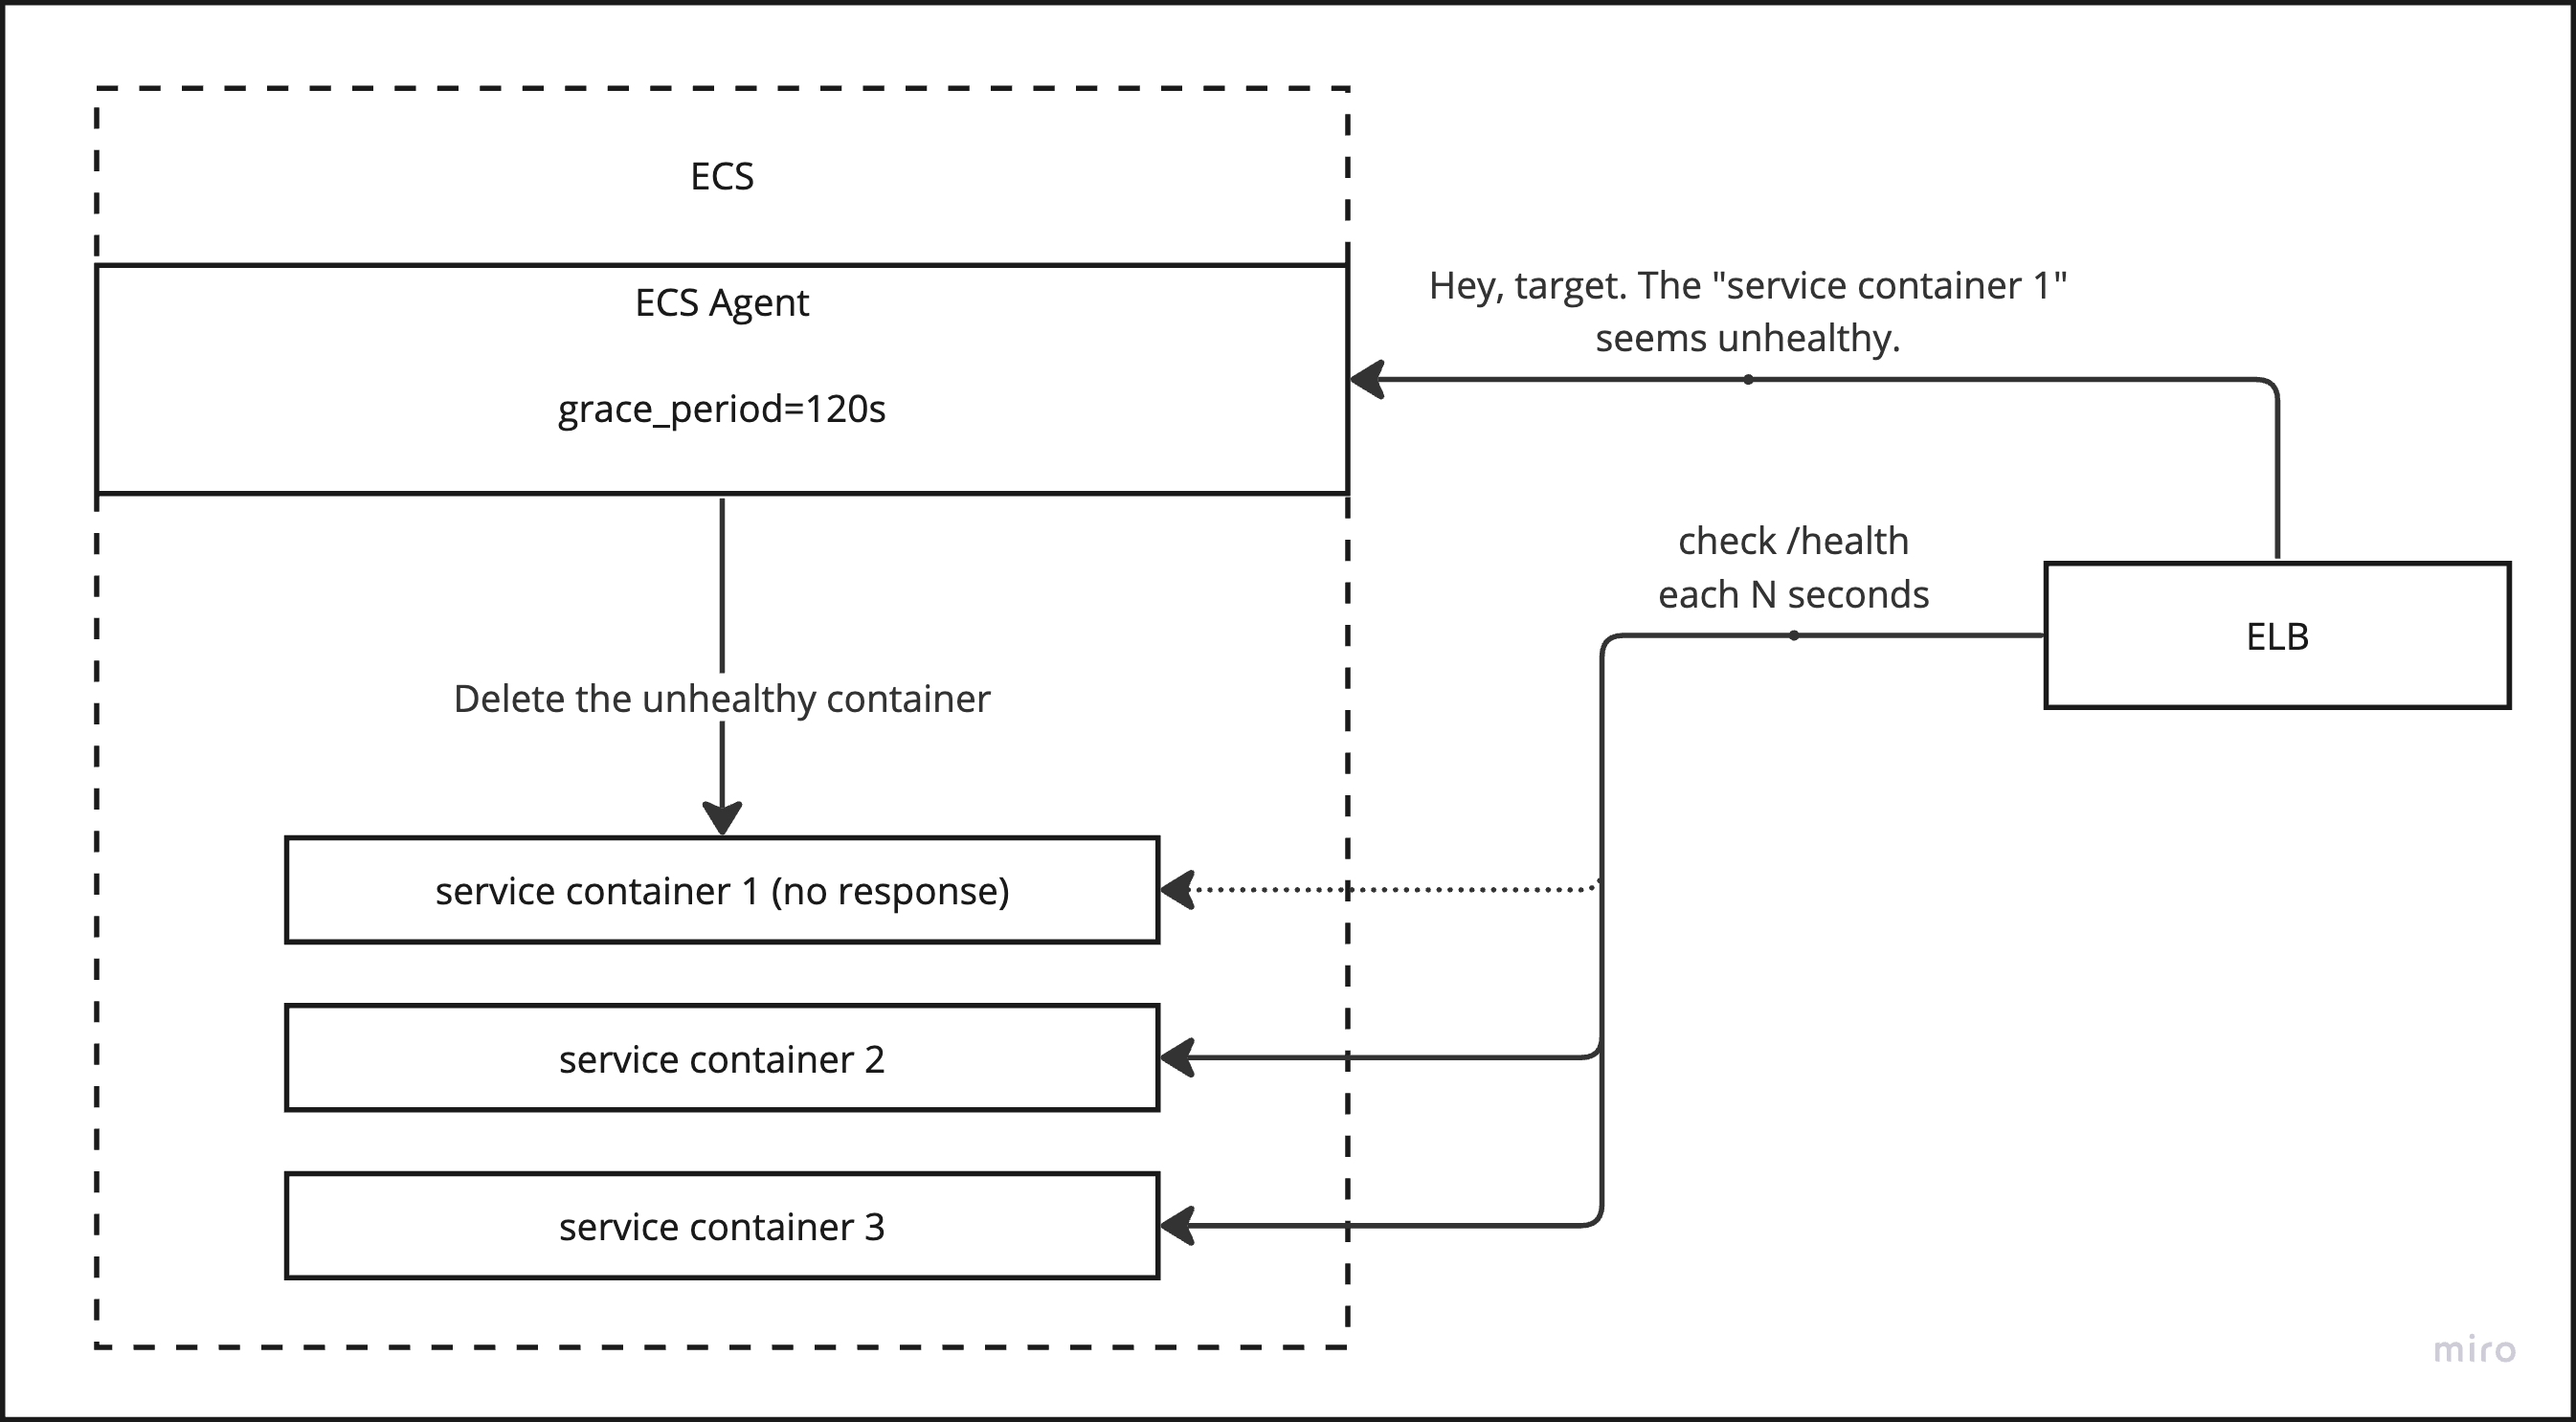 ECS
ECS Agent
grace_period=120s
Hey, target. The "service container 1"
seems unhealthy.
check /health
each N seconds
ELB
Delete the unhealthy container
service container 1 (no response)
service container 2
service container 3
miro